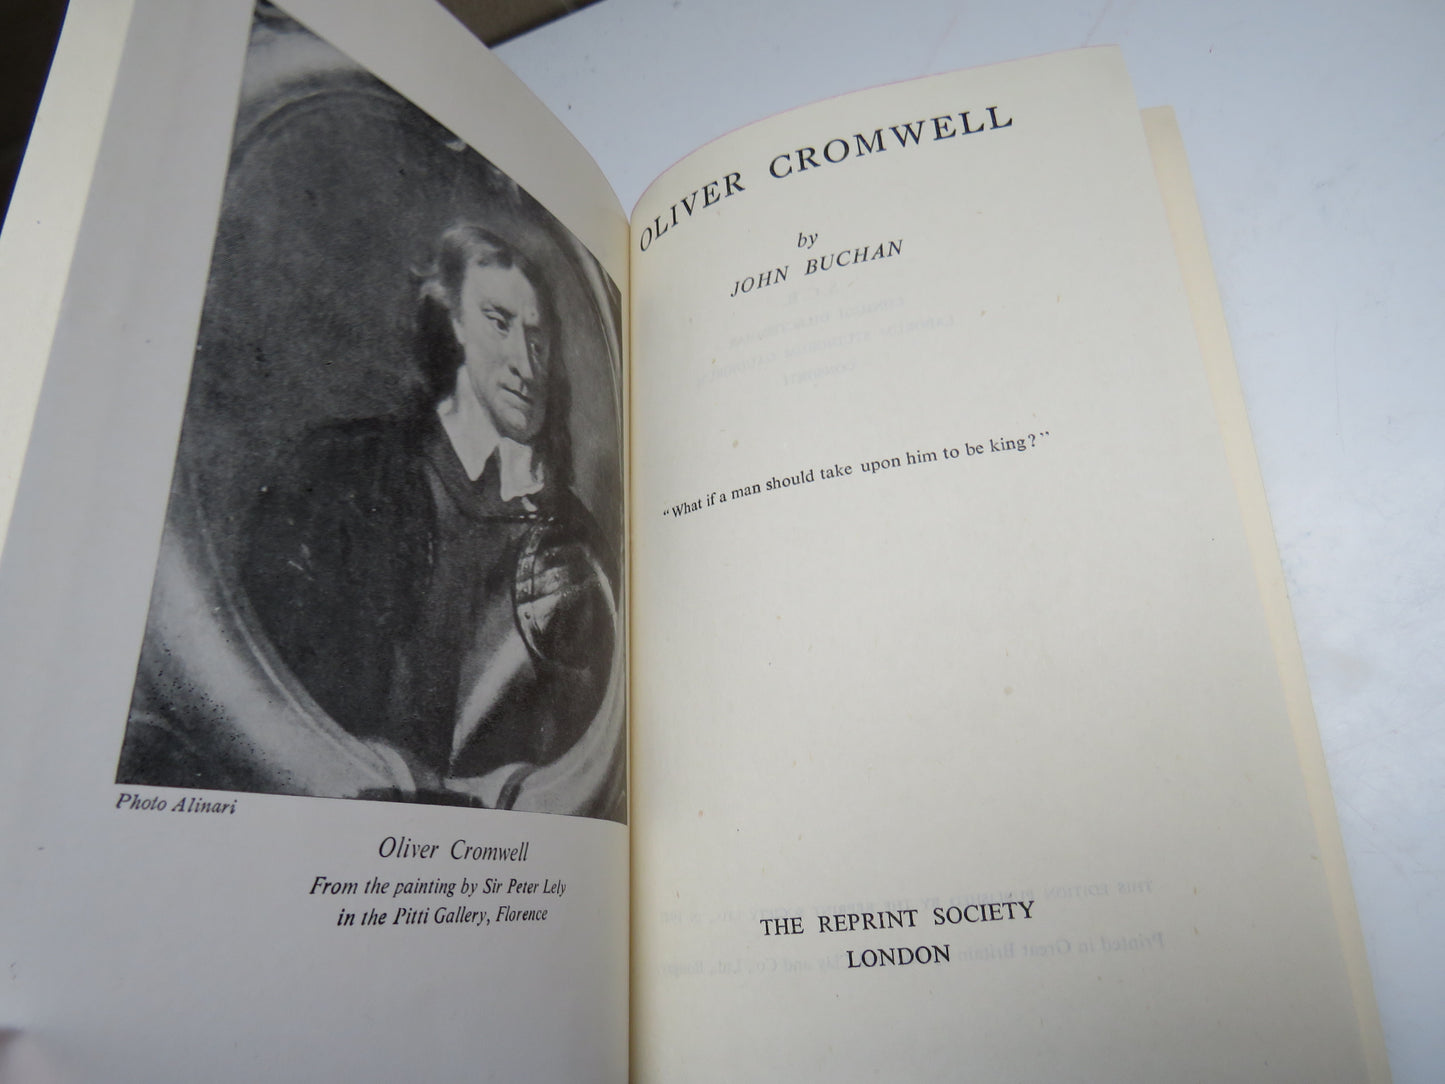 Photo Alinari
Oliver Cromwell
From the painting by Sir Peter Lely
in the Pitti Gallery, Florence
OLIVER CROMWELL
by
JOHN BUCHAN
"What if a man should take upon him to be king?"
THE REPRINT SOCIETY
LONDON